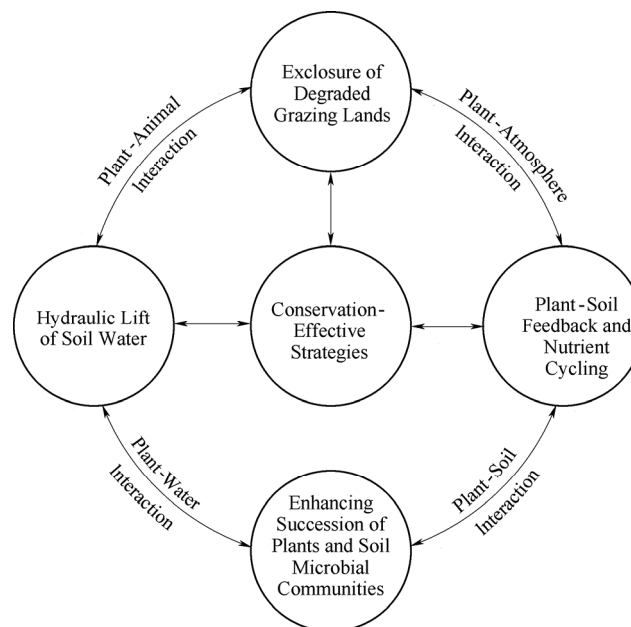 Exclosure of
Degraded
Grazing Lands
Plant-Animal
Interaction
Plant-Atmosphere
Interaction
Hydraulic Lift
of Soil Water
Conservation-
Effective
Strategies
Plant-Soil
Feedback and
Nutrient
Cycling
Plant-Water
Interaction
Plant-Soil
Interaction
Enhancing
Succession of
Plants and Soil
Microbial
Communities